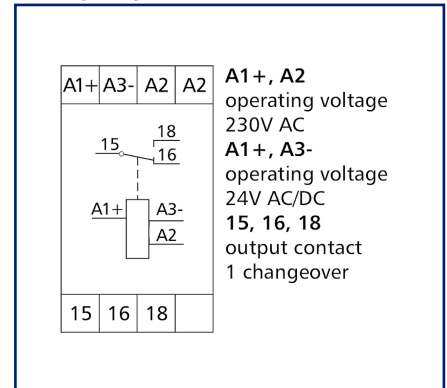 A1+ A3- A2 A2
15 18
16
A1+ A3-
A2
15 16 18
A1+, A2
operating voltage
230V AC
A1+, A3-
operating voltage
24V AC/DC
15, 16, 18
output contact
1 changeover